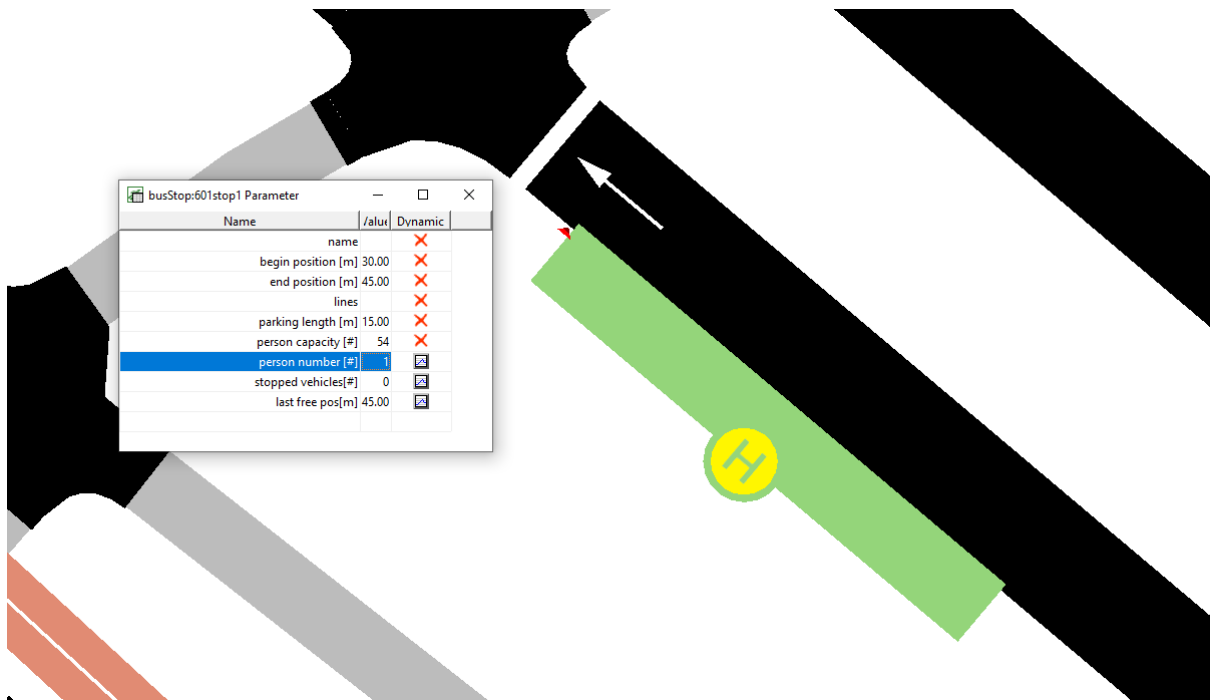 busStop:601stop1 Parameter
Name /alue Dynamic
name
begin position [m] 30.00
end position [m] 45.00
lines
parking length [m] 15.00
person capacity [#] 54
person number [#] 1
stopped vehicles[#] 0
last free pos[m] 45.00
H